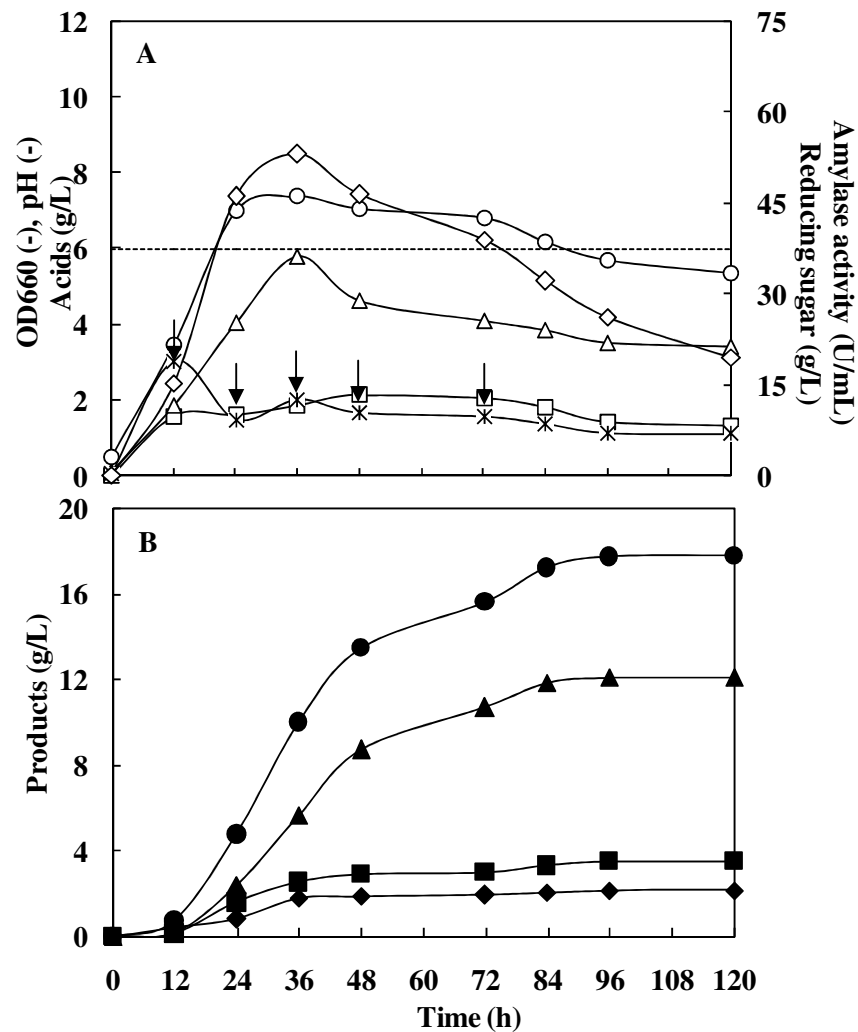 A
12
10
8
6
4
2
0
OD660 (-), pH (-)
Acids (g/L)
75
60
45
30
15
0
Amylase activity (U/mL)
Reducing sugar (g/L)
B
20
16
12
8
4
0
Products (g/L)
0 12 24 36 48 60 72 84 96 108 120
Time (h)